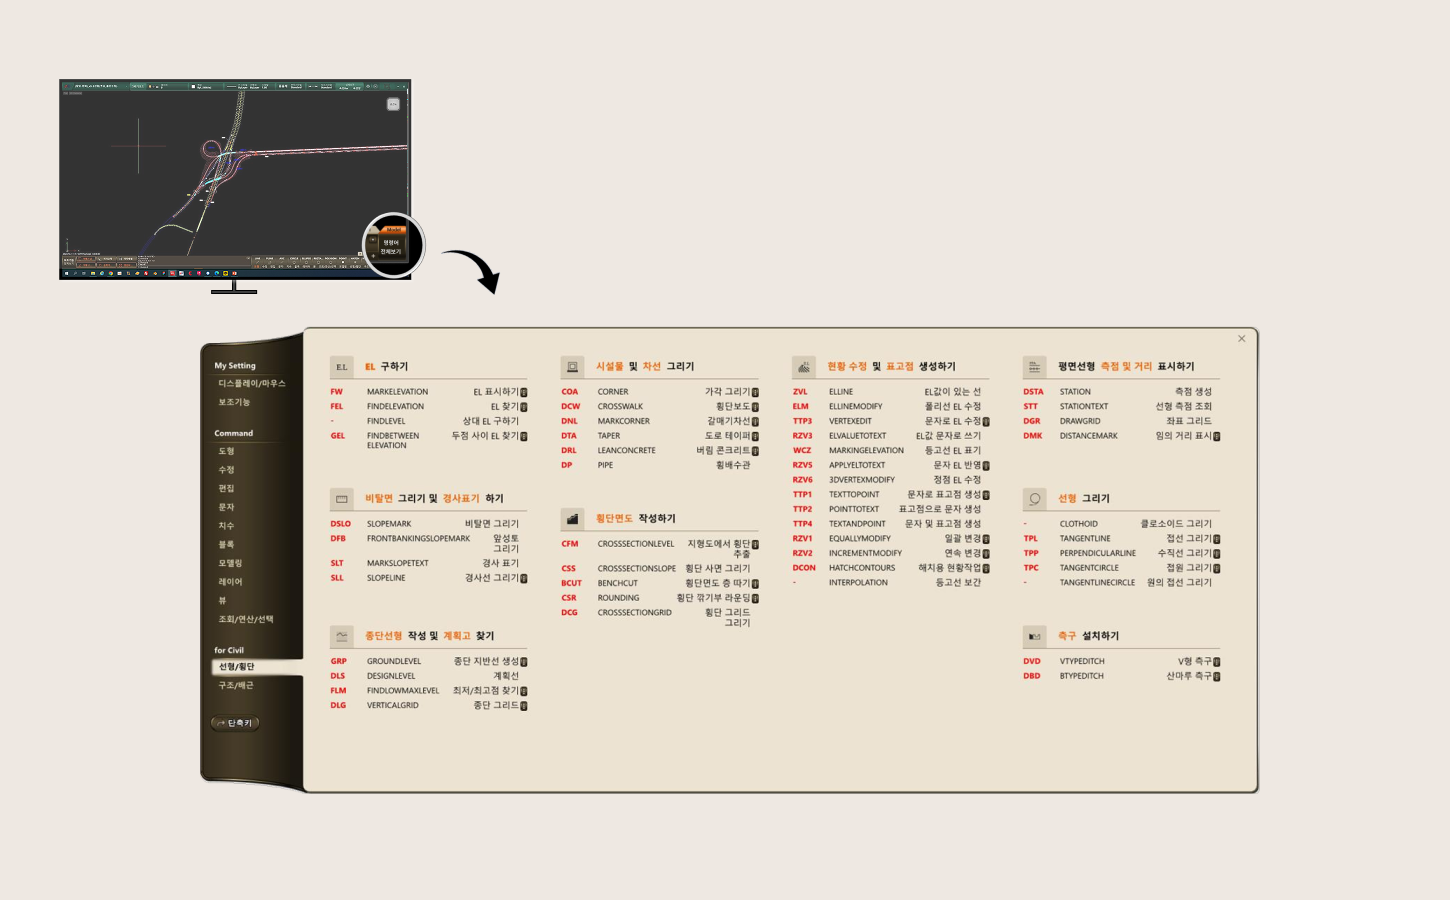 Model
명령어
전체보기
My Setting
디스플레이/마우스
보조기능
Command
도형
수정
편집
문자
치수
블록
모델링
레이어
뷰
조회/연산/선택
for Civil
선형/횡단
구조/배근
단축키
E.L EL 구하기
FW MARKELEVATION EL 표시하기
FEL FINDELEVATION EL 찾기
- FINDLEVEL 상대 EL 구하기
GEL FINDBETWEEN 두점 사이 EL 찾기
ELEVATION
비탈면 그리기 및 경사표기 하기
DSLO SLOPEMARK 비탈면 그리기
DFB FRONTBANKINGSLOPEMARK 앞성토
그리기
SLT MARKSLOPETEXT 경사 표기
SLL SLOPELINE 경사선 그리기
종단선형 작성 및 계획고 찾기
GRP GROUNDLEVEL 종단 지반선 생성
DLS DESIGNLEVEL 계획선
FLM FINDLOWMAXLEVEL 최저/최고점 찾기
DLG VERTICALGRID 종단 그리드
시설물 및 차선 그리기
COA CORNER 가각 그리기
DCW CROSSWALK 횡단보도
DNL MARKCORNER 갈매기차선
DTA TAPER 도로 테이퍼
DRL LEANCONCRETE 버림 콘크리트
DP PIPE 횡배수관
횡단면도 작성하기
CFM CROSSSECTIONLEVEL 지형도에서 횡단
추출
CSS CROSSSECTIONSLOPE 횡단 사면 그리기
BCUT BENCHCUT 횡단면도 층 따기
CSR ROUNDING 횡단 깎기부 라운딩
DCG CROSSSECTIONGRID 횡단 그리드
그리기
현황 수정 및 표고점 생성하기
ZVL ELLINE EL값이 있는 선
ELM ELLINEMODIFY 폴리선 EL 수정
TTP3 VERTEXEDIT 문자로 EL 수정
RZV3 ELVALUETOTEXT EL값 문자로 쓰기
WCZ MARKINGELEVATION 등고선 EL 표기
RZV5 APPLYELTOTEXT 문자 EL 반영
RZV6 3DVERTEXMODIFY 정점 EL 수정
TTP1 TEXTTOPOINT 문자로 표고점 생성
TTP2 POINTTOTEXT 표고점으로 문자 생성
TTP4 TEXTANDPOINT 문자 및 표고점 생성
RZV1 EQUALLYMODIFY 일괄 변경
RZV2 INCREMENTMODIFY 연속 변경
DCON HATCHCONTOURS 해치용 현황작업
- INTERPOLATION 등고선 보간
평면선형 측점 및 거리 표시하기
DSTA STATION 측점 생성
STT STATIONTEXT 선형 측점 조회
DGR DRAWGRID 좌표 그리드
DMK DISTANCEMARK 임의 거리 표시
선형 그리기
- CLOTHOID 클로소이드 그리기
TPL TANGENTLINE 접선 그리기
TPP PERPENDICULARLINE 수직선 그리기
TPC TANGENTCIRCLE 접원 그리기
- TANGENTLINECIRCLE 원의 접선 그리기
측구 설치하기
DVD VTYPEDITCH V형 측구
DBD BTYPEDITCH 산마루 측구